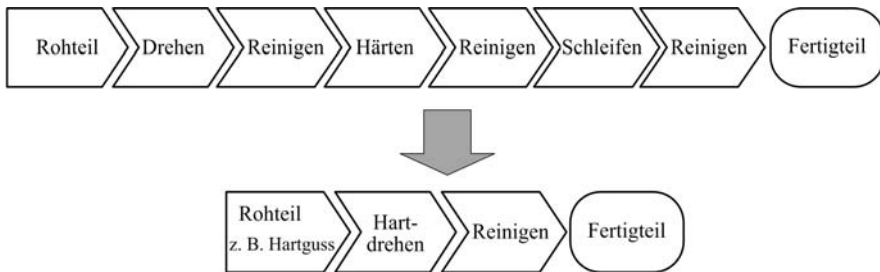 Rohteil Drehen Reinigen Härten Reinigen Schleifen Reinigen Fertigteil
Rohteil
z. B. Hartguss
Hart-
drehen
Reinigen
Fertigteil